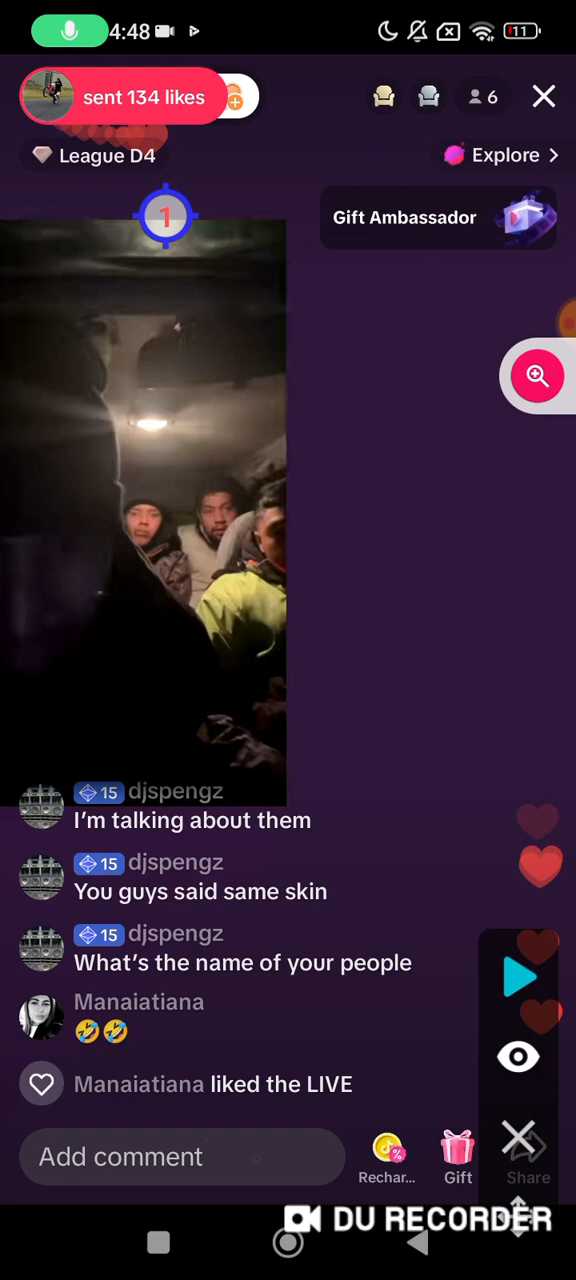 4:48
11
sent 134 likes
6
League D4
Explore
1
Gift Ambassador
15 djspengz
I’m talking about them
15 djspengz
You guys said same skin
15 djspengz
What’s the name of your people
Manaiatiana
🤣🤣
Manaiatiana liked the LIVE
Add comment
Rechar...
Gift
Share
DU RECORDER